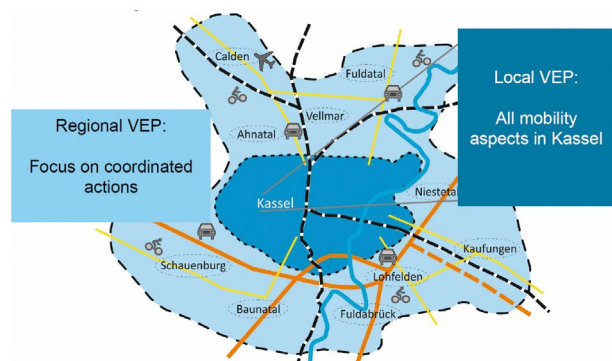 Calden
Fuldatal
Vellmar
Ahnatal
Regional VEP:
Focus on coordinated
actions
Local VEP:
All mobility
aspects in Kassel
Kassel
Niestetal
Kaufungen
Schauenburg
Lohfelden
Baunatal
Fuldabrück